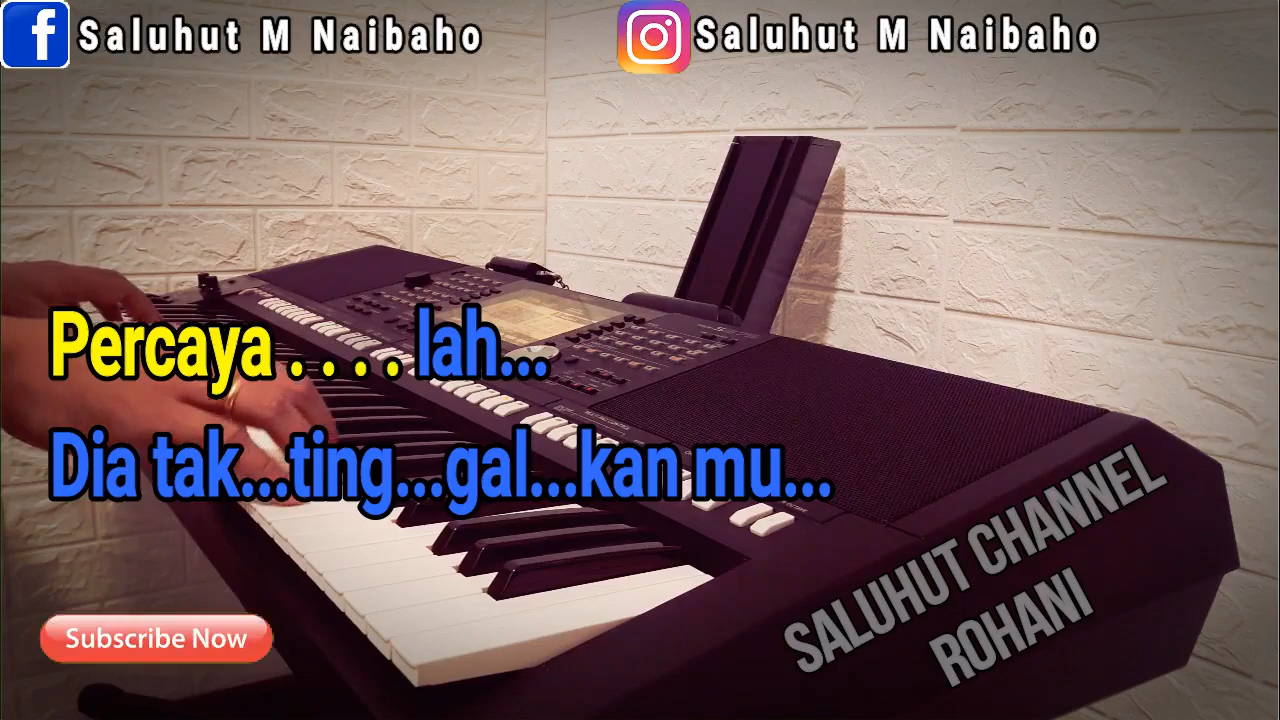 Saluhut M Naibaho
Saluhut M Naibaho
Percaya . . . . lah...
Dia tak...ting...gal...kan mu...
SALUHUT CHANNEL
ROHANI
Subscribe Now